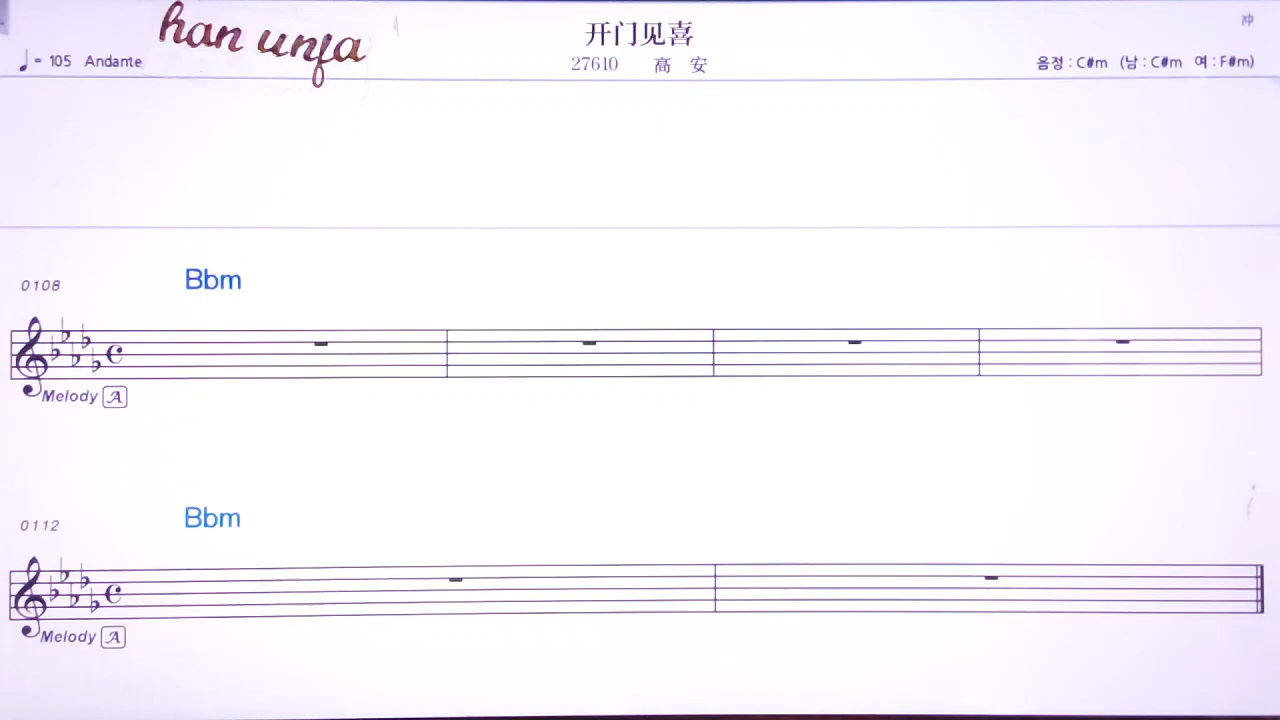 han unfa
开门见喜
冲
♩= 105 Andante
27610 高 安
음정 : C#m (남 : C#m 여 : F#m)
0108
Bbm
Melody A
0112
Bbm
Melody A